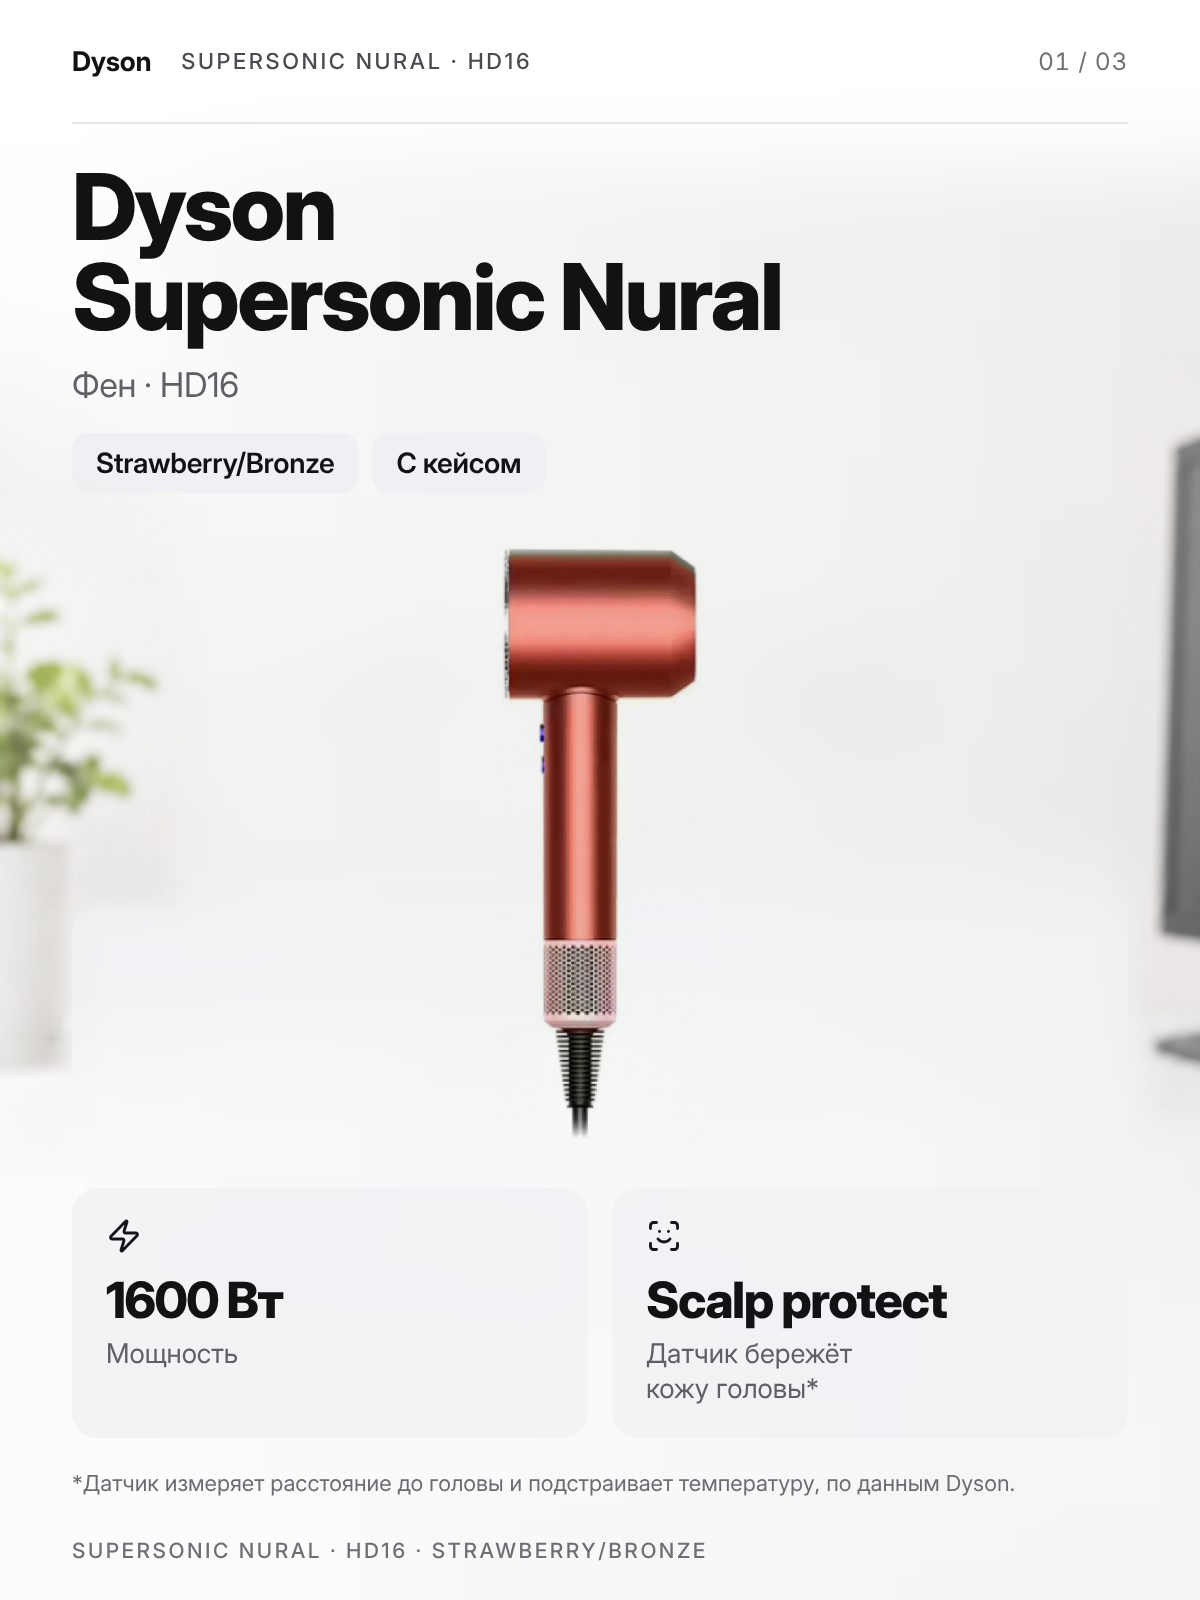 Dyson SUPERSONIC NURAL · HD16 01 / 03
Dyson
Supersonic Nural
Фен · HD16
Strawberry/Bronze С кейсом
1600 Вт
Мощность
Scalp protect
Датчик бережёт
кожу головы*
*Датчик измеряет расстояние до головы и подстраивает температуру, по данным Dyson.
SUPERSONIC NURAL · HD16 · STRAWBERRY/BRONZE